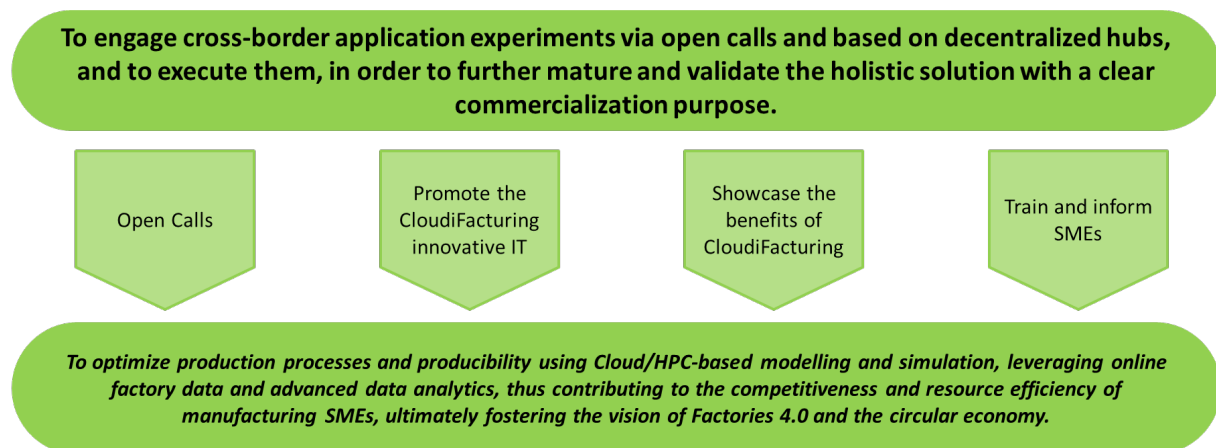 To engage cross-border application experiments via open calls and based on decentralized hubs,
and to execute them, in order to further mature and validate the holistic solution with a clear
commercialization purpose.
Open Calls
Promote the
CloudiFacturing
innovative IT
Showcase the
benefits of
CloudiFacturing
Train and inform
SMEs
To optimize production processes and producibility using Cloud/HPC-based modelling and simulation, leveraging online
factory data and advanced data analytics, thus contributing to the competitiveness and resource efficiency of
manufacturing SMEs, ultimately fostering the vision of Factories 4.0 and the circular economy.